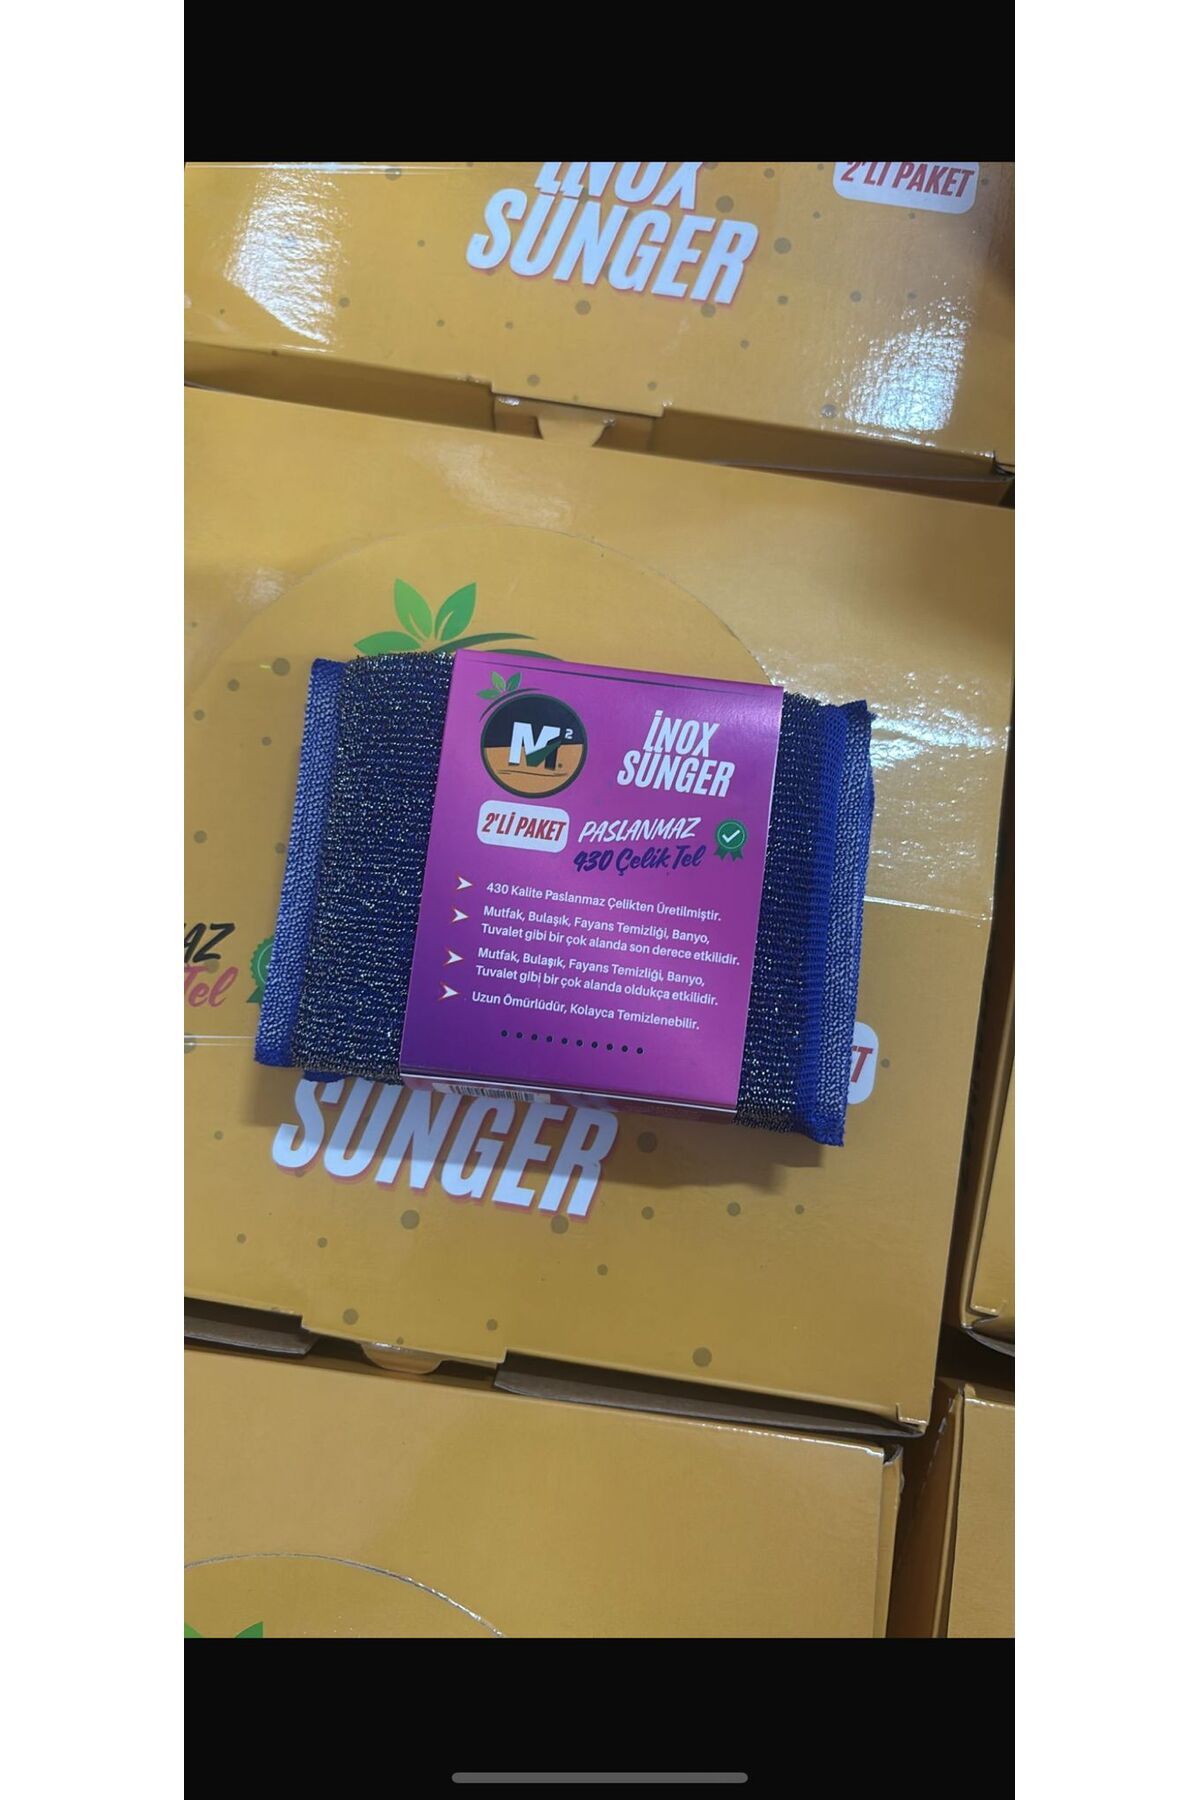 İNOX
SÜNGER
2'Lİ PAKET
M²
İNOX
SÜNGER
2'Lİ PAKET
PASLANMAZ
430 Çelik Tel
430 Kalite Paslanmaz Çelikten Üretilmiştir.
Mutfak, Bulaşık, Fayans Temizliği, Banyo,
Tuvalet gibi bir çok alanda son derece etkilidir.
Mutfak, Bulaşık, Fayans Temizliği, Banyo,
Tuvalet gibi bir çok alanda oldukça etkilidir.
Uzun Ömürlüdür, Kolayca Temizlenebilir.
AZ
Tel
SÜNGER